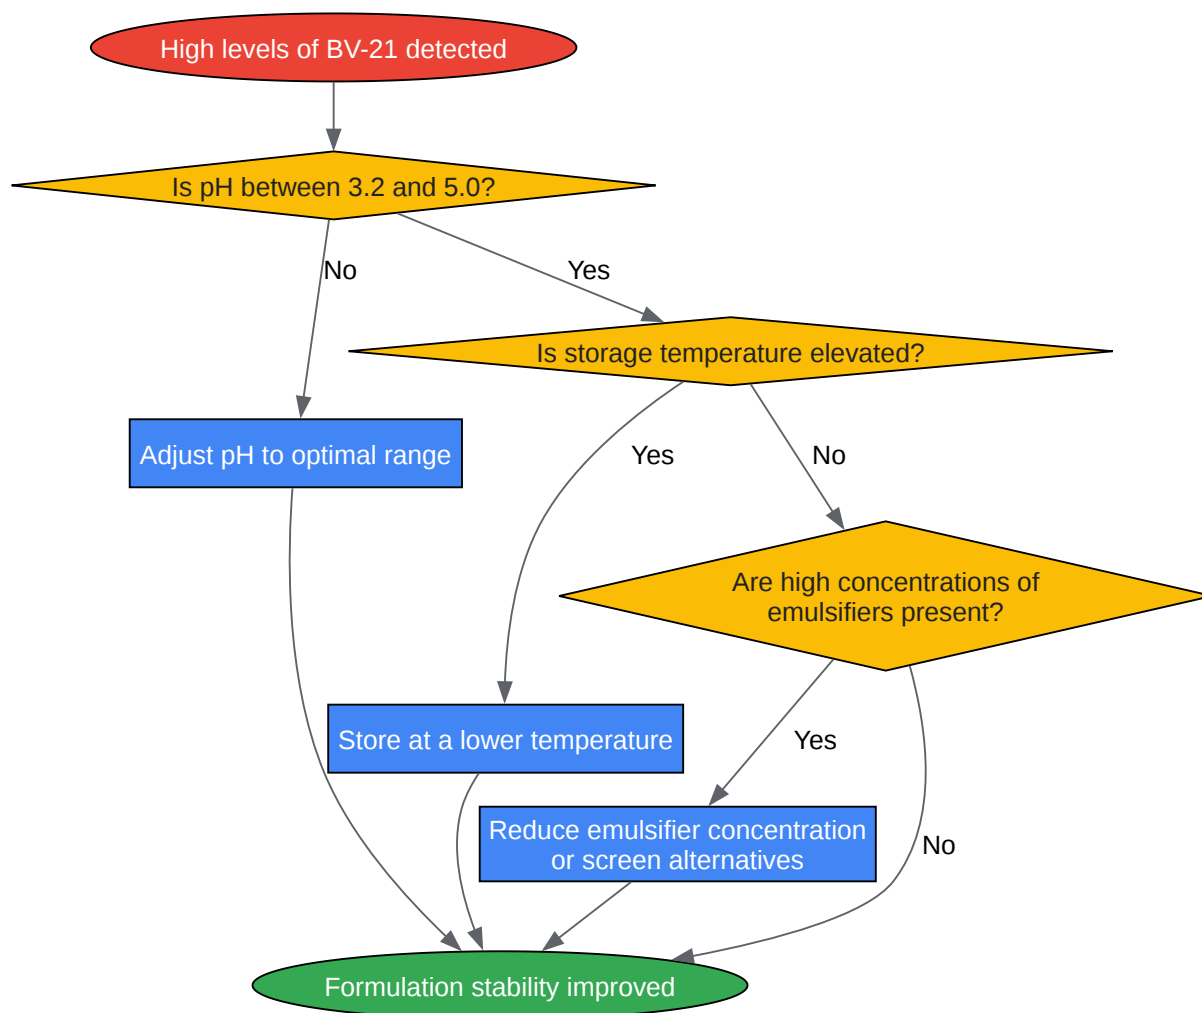 High levels of BV-21 detected
Is pH between 3.2 and 5.0?
No
Yes
Is storage temperature elevated?
Adjust pH to optimal range
Yes
No
Are high concentrations of
emulsifiers present?
Store at a lower temperature
Yes
Reduce emulsifier concentration
or screen alternatives
No
Formulation stability improved